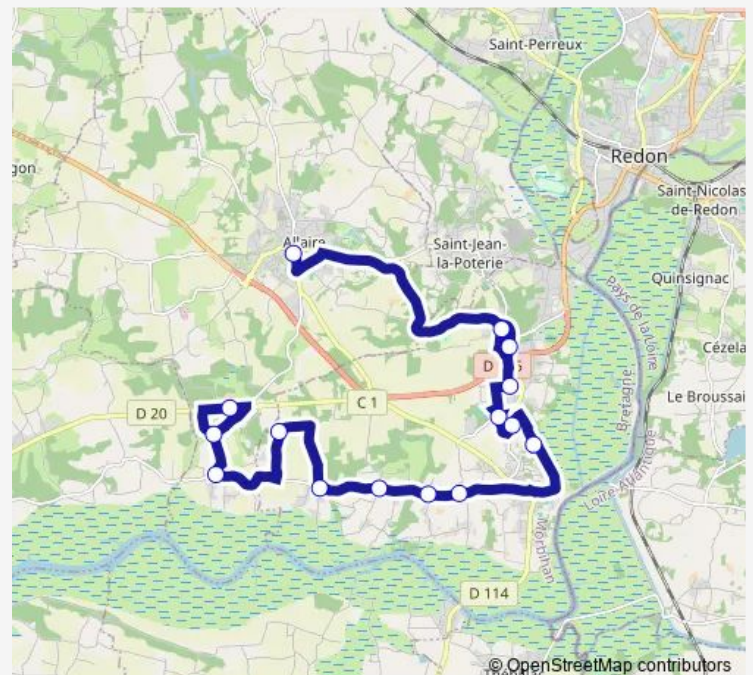 Saint-Perreux
Redon
gon
Saint-Nicolas
de-Redon
Allaire
Saint-Jean-
la-Poterie
Quinsignac
Pays de la Loire
Bretagne
Cézela
D
5
C 1
D 20
Le Broussai
Loire-Atlantique
Morbihan
D 114
© OpenStreetMap contributors